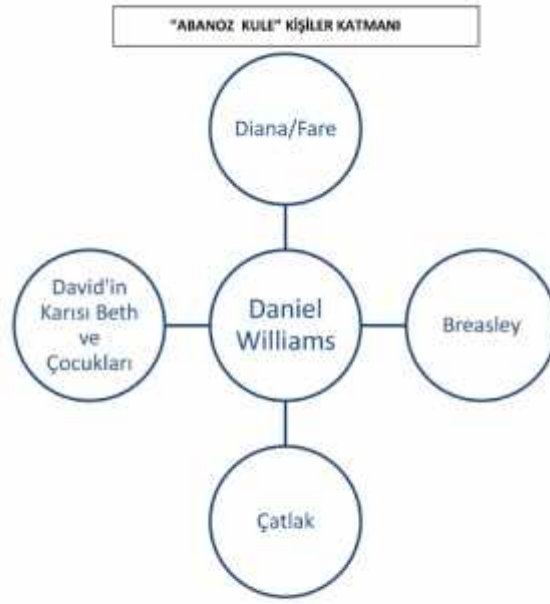 "ABANOZ KULE" KİŞİLER KATMANI
Diana/Fare
David'in
Karısı Beth
ve
Çocukları
Daniel
Williams
Breasley
Çatlak